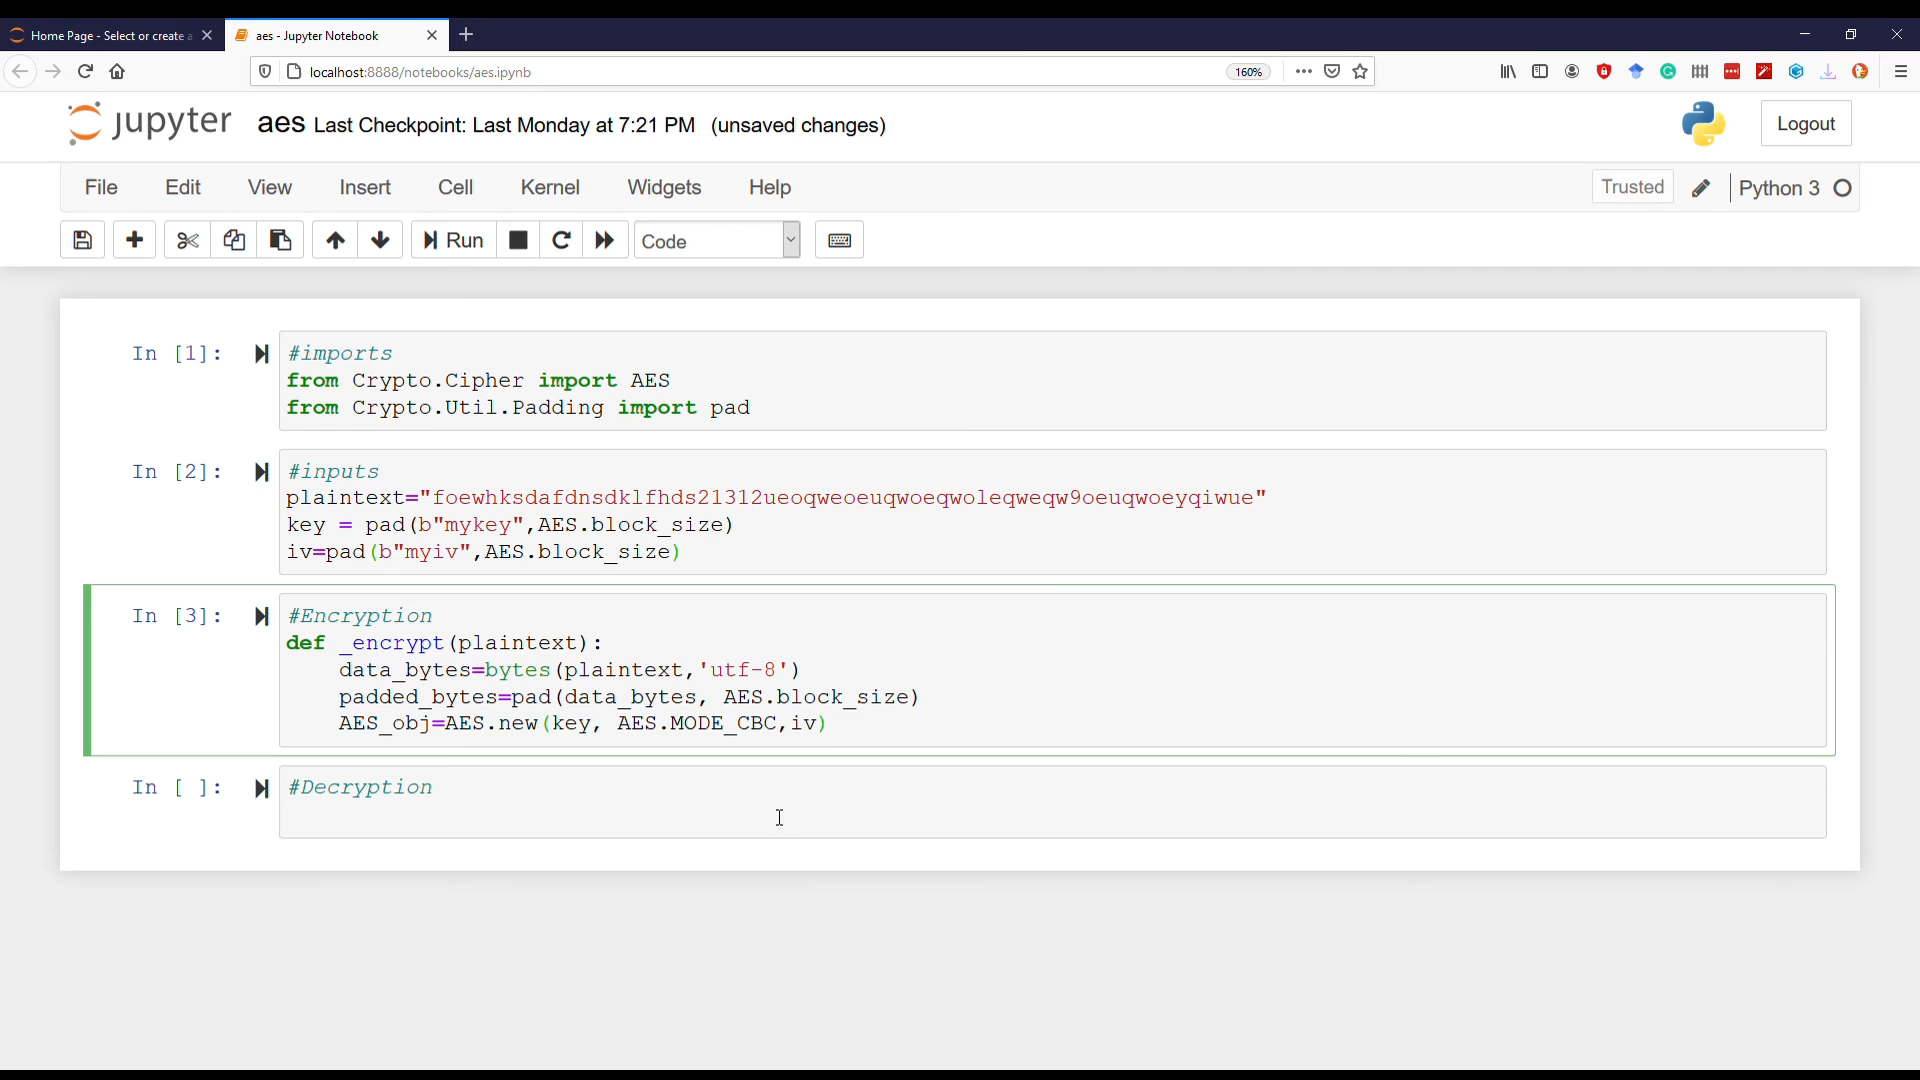 Home Page - Select or create a
aes - Jupyter Notebook
localhost:8888/notebooks/aes.ipynb
160%
jupyter aes Last Checkpoint: Last Monday at 7:21 PM (unsaved changes)
Logout
File Edit View Insert Cell Kernel Widgets Help
Trusted
Python 3
Run
Code
In [1]:
#imports
from Crypto.Cipher import AES
from Crypto.Util.Padding import pad
In [2]:
#inputs
plaintext="foewhksdafdnsdklfhds21312ueoqweoeuqwoeqwoleqweqw9oeuqwoeyqiwue"
key = pad(b"mykey",AES.block_size)
iv=pad(b"myiv",AES.block_size)
In [3]:
#Encryption
def _encrypt(plaintext):
    data_bytes=bytes(plaintext,'utf-8')
    padded_bytes=pad(data_bytes, AES.block_size)
    AES_obj=AES.new(key, AES.MODE_CBC,iv)
In [ ]:
#Decryption